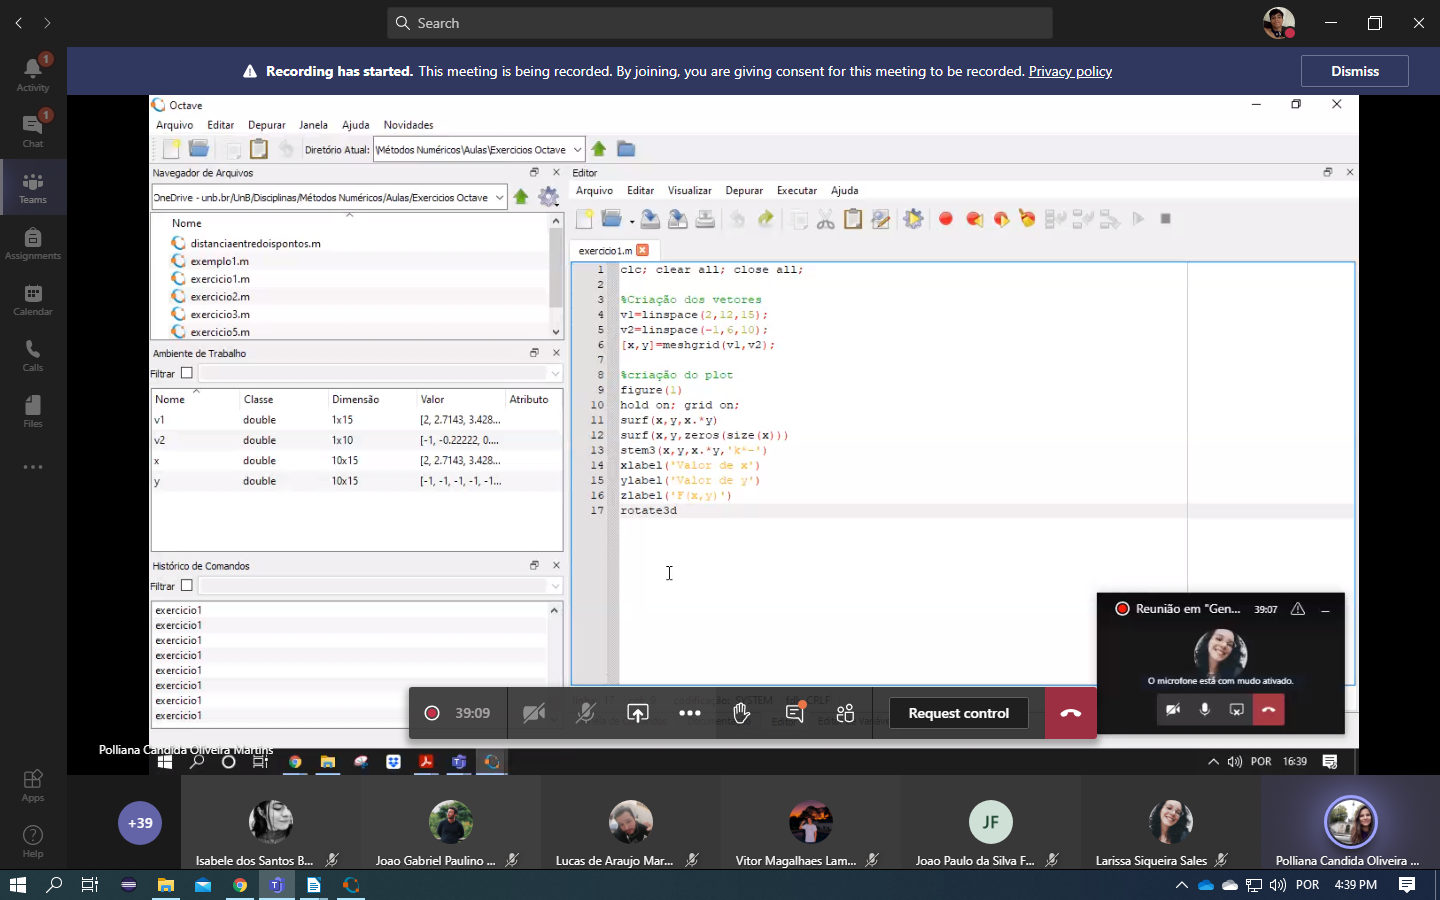 Search
Recording has started. This meeting is being recorded. By joining, you are giving consent for this meeting to be recorded. Privacy policy
Dismiss
1
Activity
1
Chat
Teams
Assignments
Calendar
Calls
Files
Apps
Help
Octave
Arquivo Editar Depurar Janela Ajuda Novidades
Diretório Atual: \Métodos Numéricos\Aulas\Exercicios Octave
Navegador de Arquivos
OneDrive - unb.br/UnB/Disciplinas/Métodos Numéricos/Aulas/Exercicios Octave
Nome
distanciaentredoispontos.m
exemplo1.m
exercicio1.m
exercicio2.m
exercicio3.m
exercicio5.m
Ambiente de Trabalho
Filtrar
Nome Classe Dimensão Valor Atributo
v1 double 1x15 [2, 2.7143, 3.428...
v2 double 1x10 [-1, -0.22222, 0....
x double 10x15 [2, 2.7143, 3.428...
y double 10x15 [-1, -1, -1, -1, -1...
Histórico de Comandos
Filtrar
exercicio1
exercicio1
exercicio1
exercicio1
exercicio1
exercicio1
exercicio1
exercicio1
Editor
Arquivo Editar Visualizar Depurar Executar Ajuda
exercicio1.m
1 clc; clear all; close all;
2
3 %Criação dos vetores
4 v1=linspace(2,12,15);
5 v2=linspace(-1,6,10);
6 [x,y]=meshgrid(v1,v2);
7
8 %criação do plot
9 figure(1)
10 hold on; grid on;
11 surf(x,y,x.*y)
12 surf(x,y,zeros(size(x)))
13 stem3(x,y,x.*y,'k*-')
14 xlabel('Valor de x')
15 ylabel('Valor de y')
16 zlabel('F(x,y)')
17 rotate3d
Reunião em "Gen... 39:07
O microfone está com mudo ativado.
39:09
Request control
Polliana Candida Oliveira Martins
POR 16:39
+39
Isabele dos Santos B...
Joao Gabriel Paulino ...
Lucas de Araujo Mar...
Vitor Magalhaes Lam...
JF
Joao Paulo da Silva F...
Larissa Siqueira Sales
Polliana Candida Oliveira ...
POR 4:39 PM